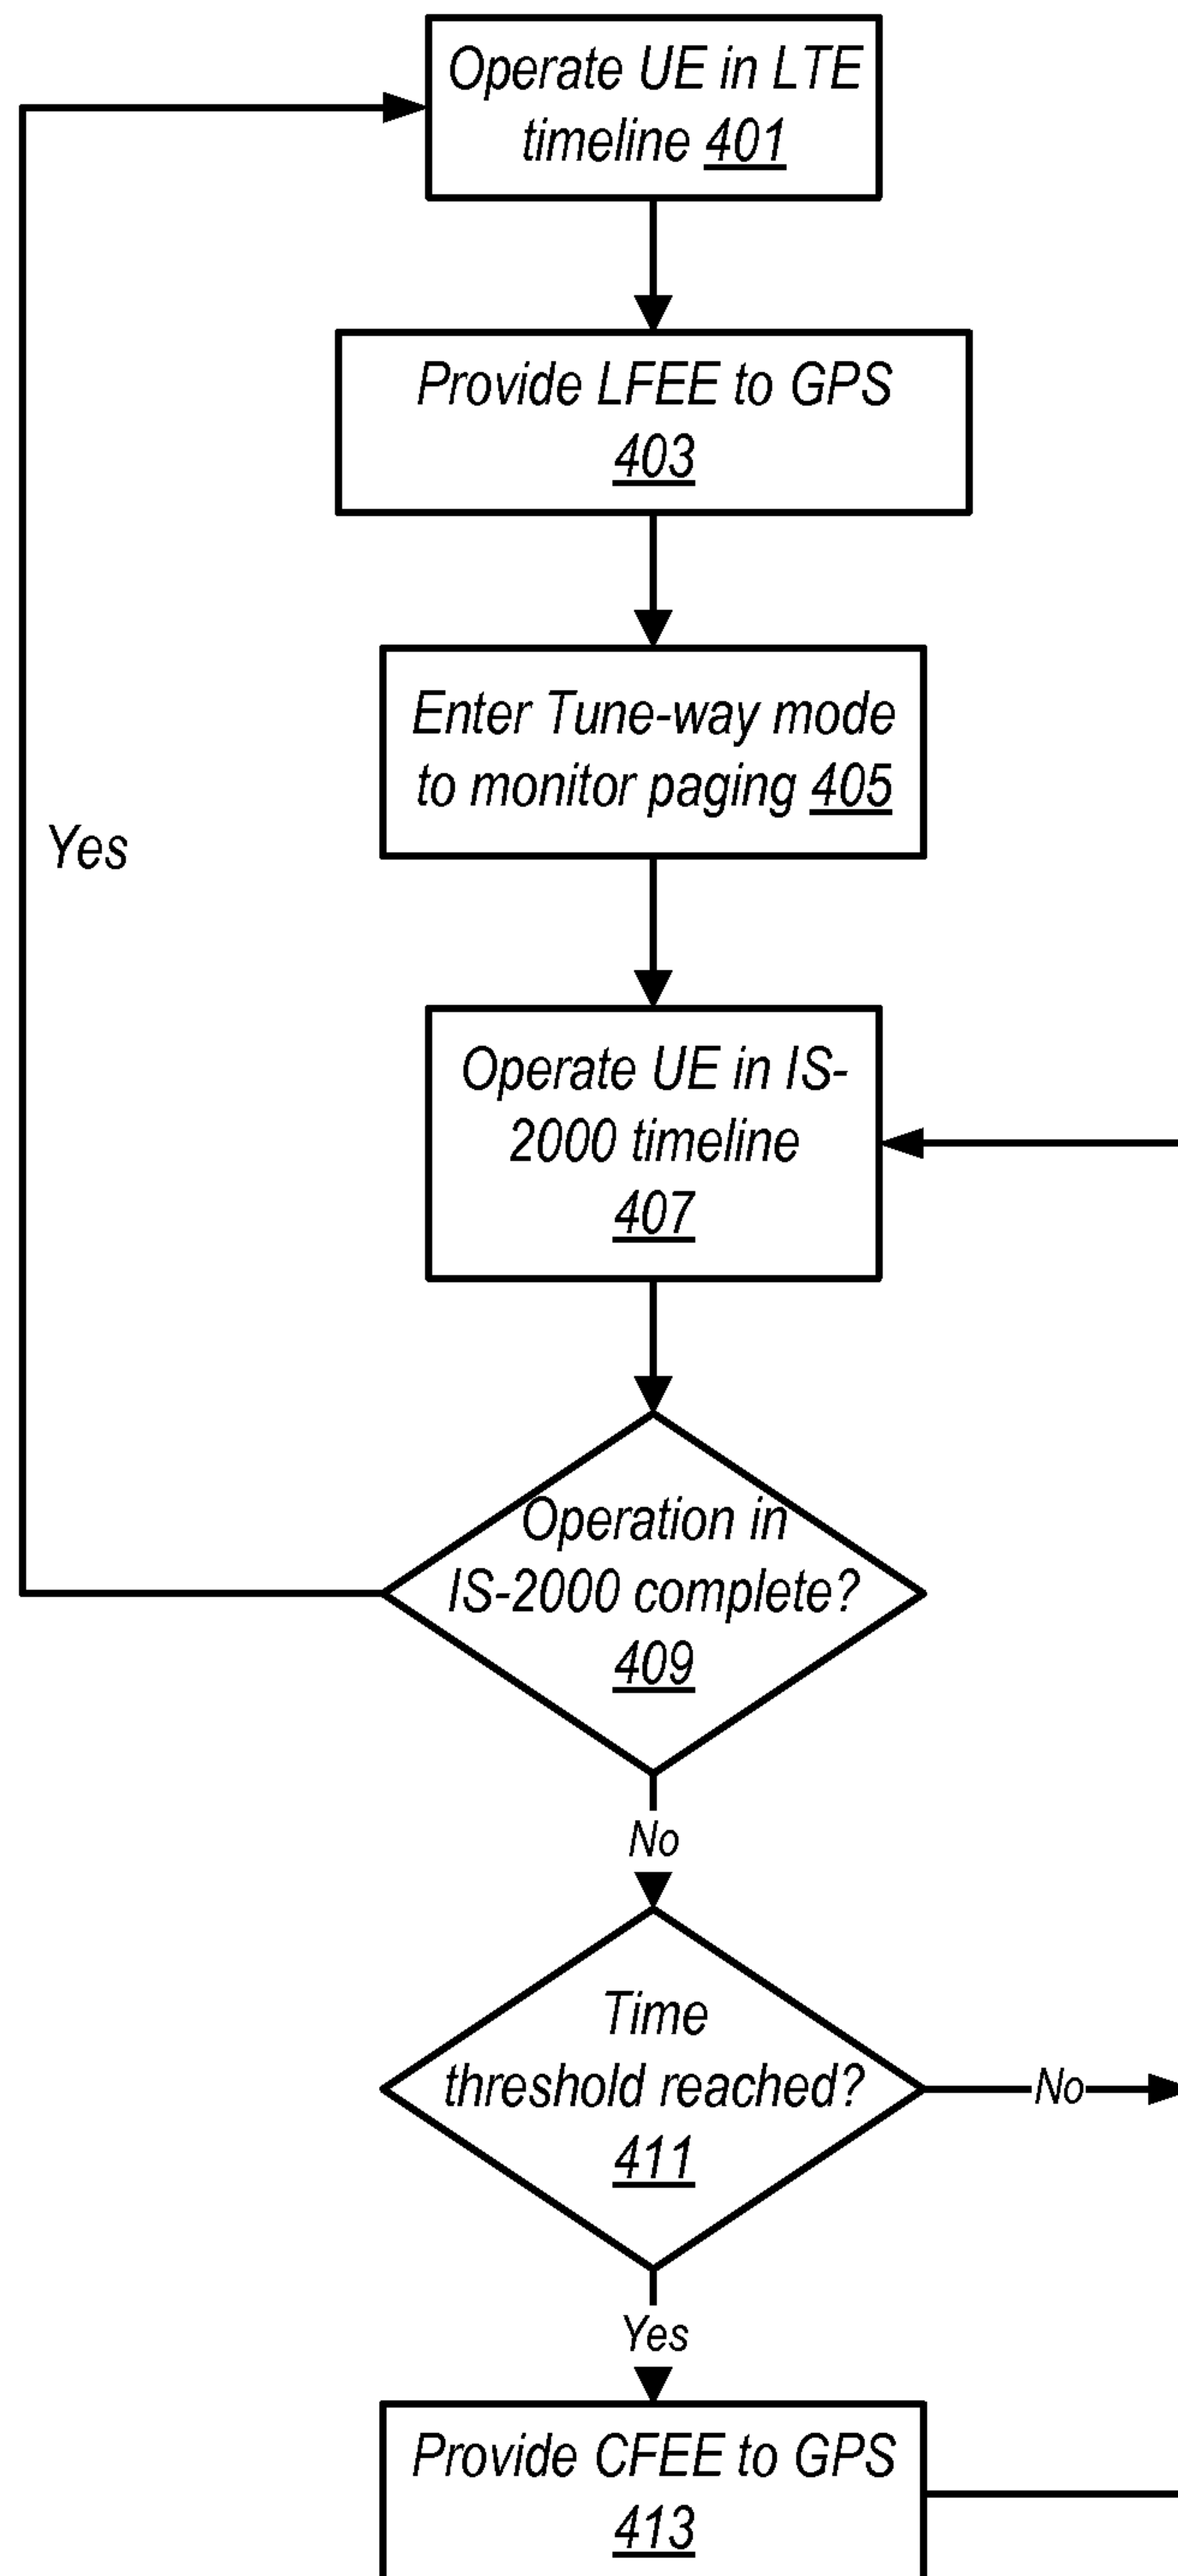 Operate UE in LTE
timeline 401
Provide LFEE to GPS
403
Enter Tune-way mode
to monitor paging 405
Yes
Operate UE in IS-
2000 timeline
407
Operation in
IS-2000 complete?
409
No
Time
threshold reached?
411
No
Yes
Provide CFEE to GPS
413